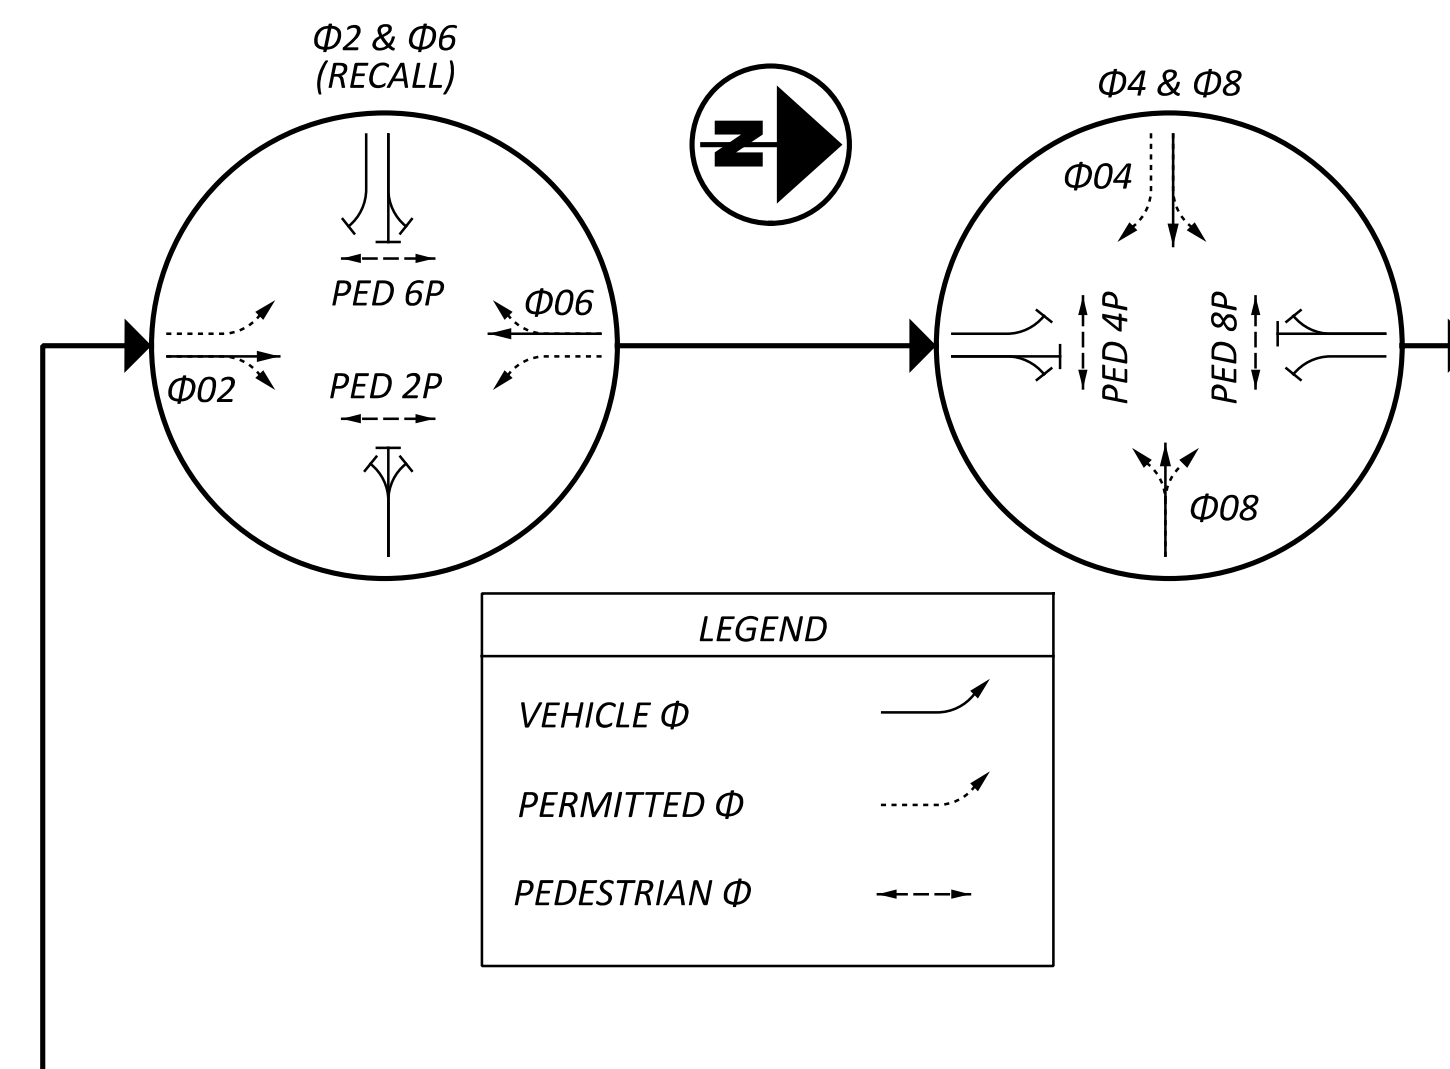 Φ2 & Φ6
(RECALL)
N
Φ4 & Φ8
Φ04
PED 6P
Φ06
Φ02
PED 2P
PED 4P
PED 8P
Φ08
LEGEND
VEHICLE Φ
PERMITTED Φ
PEDESTRIAN Φ